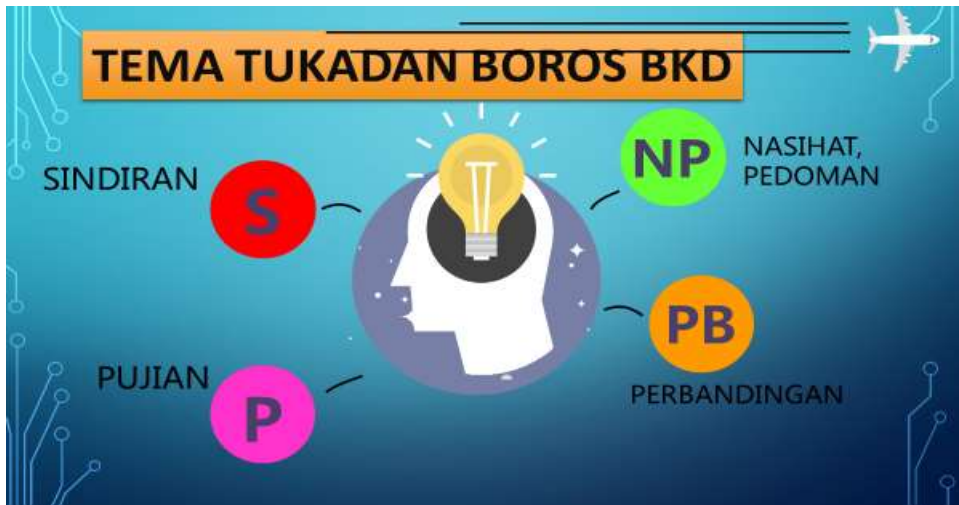 TEMA TUKADAN BOROS BKD
SINDIRAN
S
NP
NASIHAT,
PEDOMAN
PB
PERBANDINGAN
PUJIAN
P